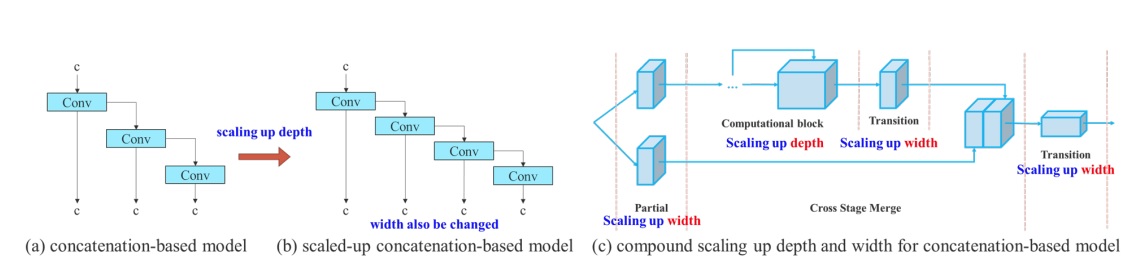 c
Conv
Conv
Conv
c
c
c
scaling up depth
c
Conv
Conv
Conv
Conv
c
c
c
c
width also be changed
...
Computational block
Scaling up depth
Transition
Scaling up width
Transition
Scaling up width
Partial
Scaling up width
Cross Stage Merge
(a) concatenation-based model
(b) scaled-up concatenation-based model
(c) compound scaling up depth and width for concatenation-based model